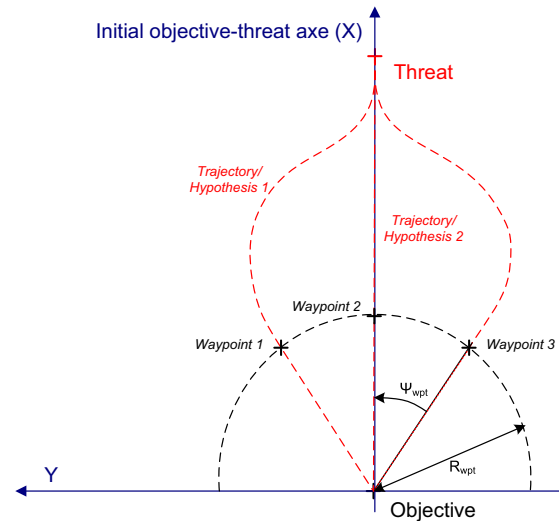 Initial objective-threat axe (X)
Threat
Trajectory/
Hypothesis 1
Trajectory/
Hypothesis 2
Waypoint 2
Waypoint 1
Waypoint 3
Ψwpt
Rwpt
Y
Objective